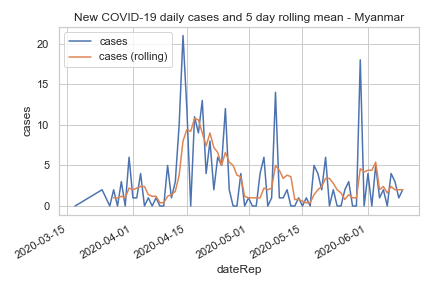 New COVID-19 daily cases and 5 day rolling mean - Myanmar
cases
cases (rolling)
20
15
10
5
0
cases
2020-03-15
2020-04-01
2020-04-15
2020-05-01
2020-05-15
2020-06-01
dateRep